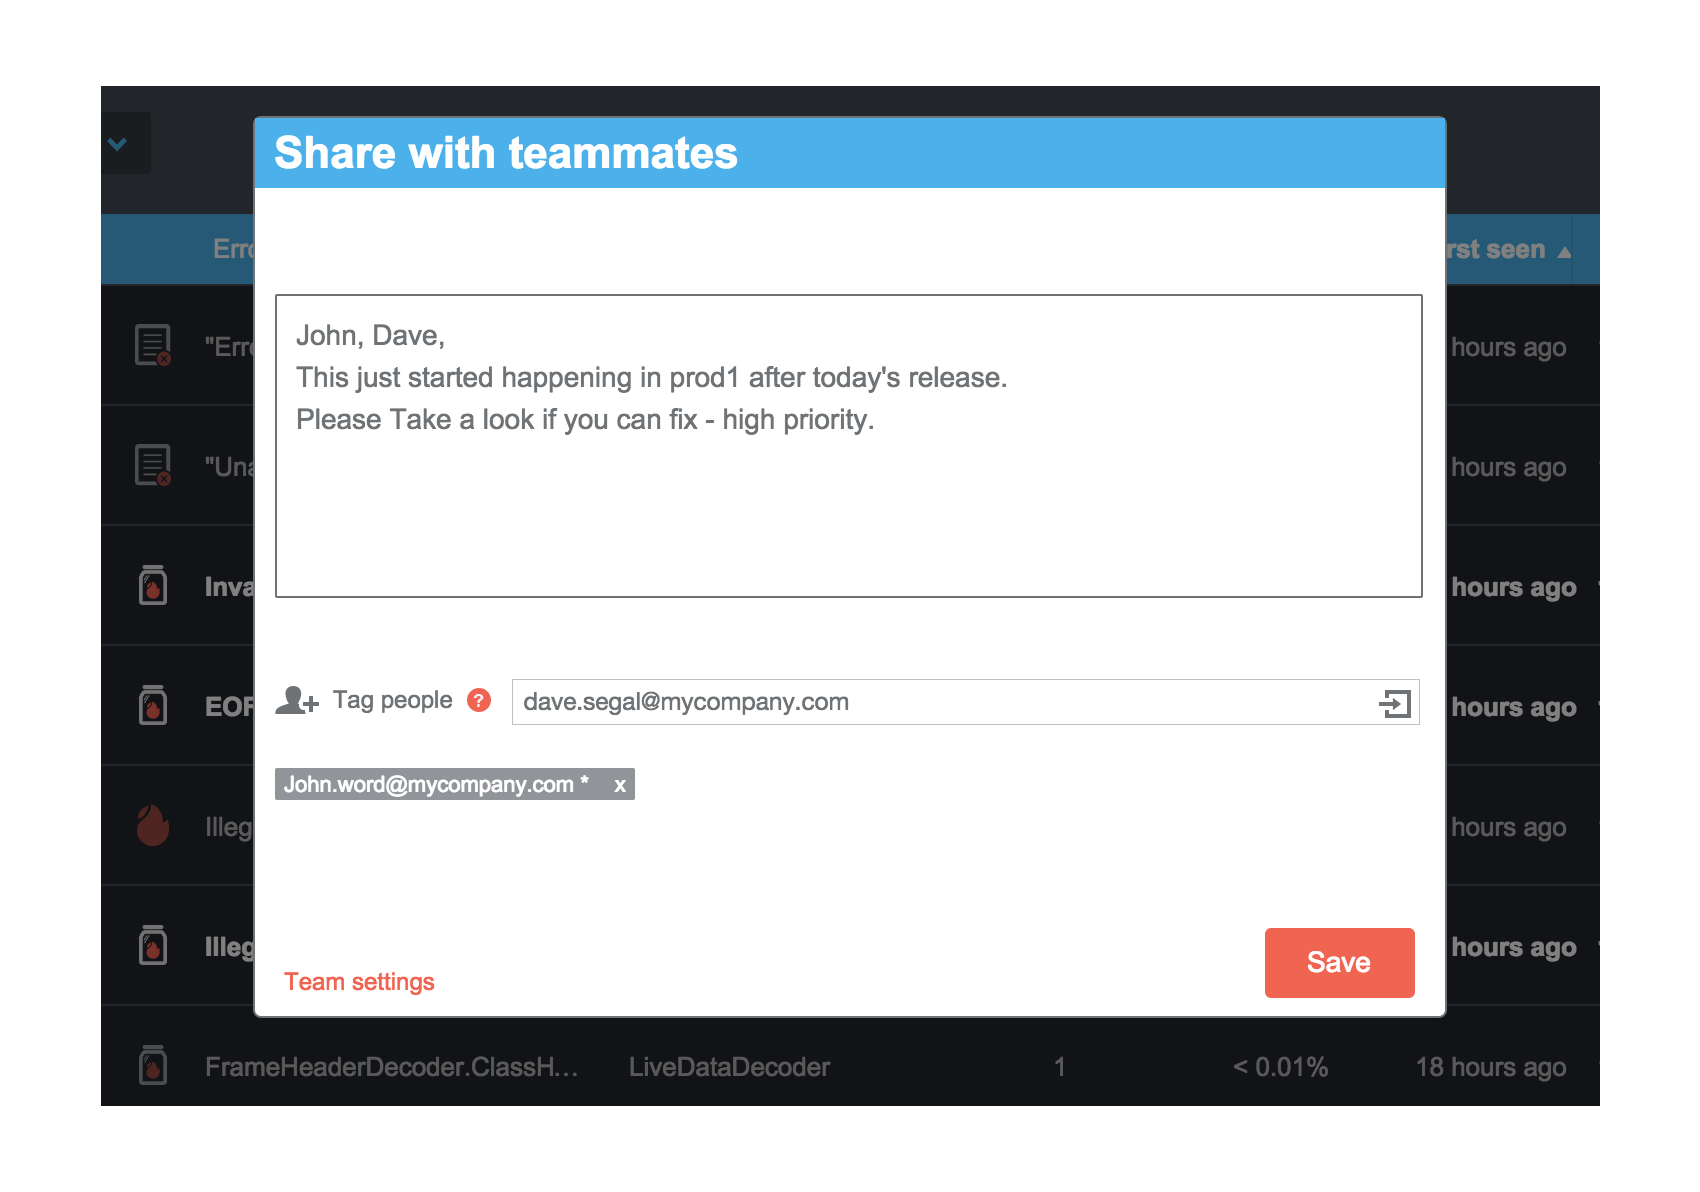 Share with teammates
Erro
rst seen ▲
John, Dave,
This just started happening in prod1 after today's release.
Please Take a look if you can fix - high priority.
"Erre
hours ago
"Una
hours ago
Inva
hours ago
Tag people ? dave.segal@mycompany.com
EOF
hours ago
John.word@mycompany.com * x
Illeg
hours ago
Illeg
hours ago
Team settings
Save
FrameHeaderDecoder.ClassH... LiveDataDecoder 1 < 0.01% 18 hours ago